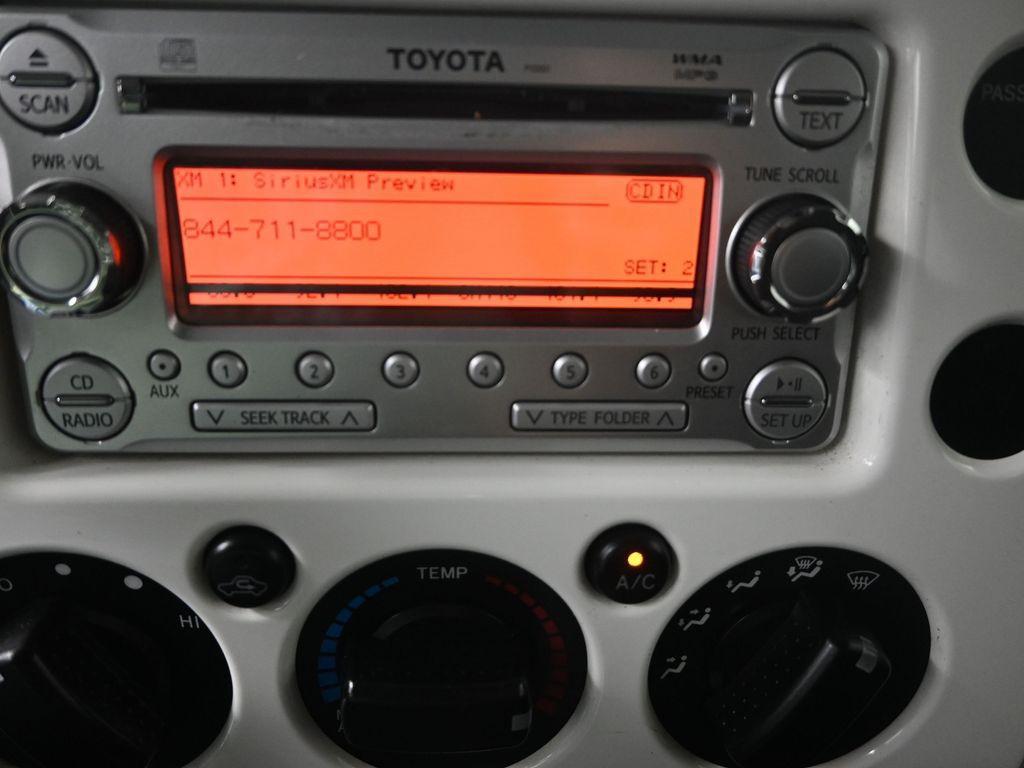 TOYOTA
WMA
MP3
SCAN
TEXT
PASS
PWR·VOL
TUNE SCROLL
XM 1: SiriusXM Preview
CD IN
844-711-8800
SET: 2
PUSH SELECT
CD
RADIO
AUX
1 2 3 4 5 6
PRESET
SET UP
SEEK TRACK
TYPE FOLDER
TEMP
A/C
HI